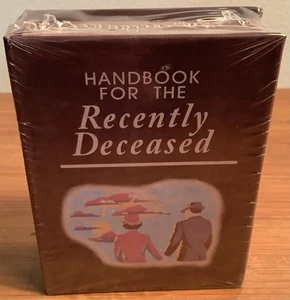 HANDBOOK
FOR THE
Recently
Deceased